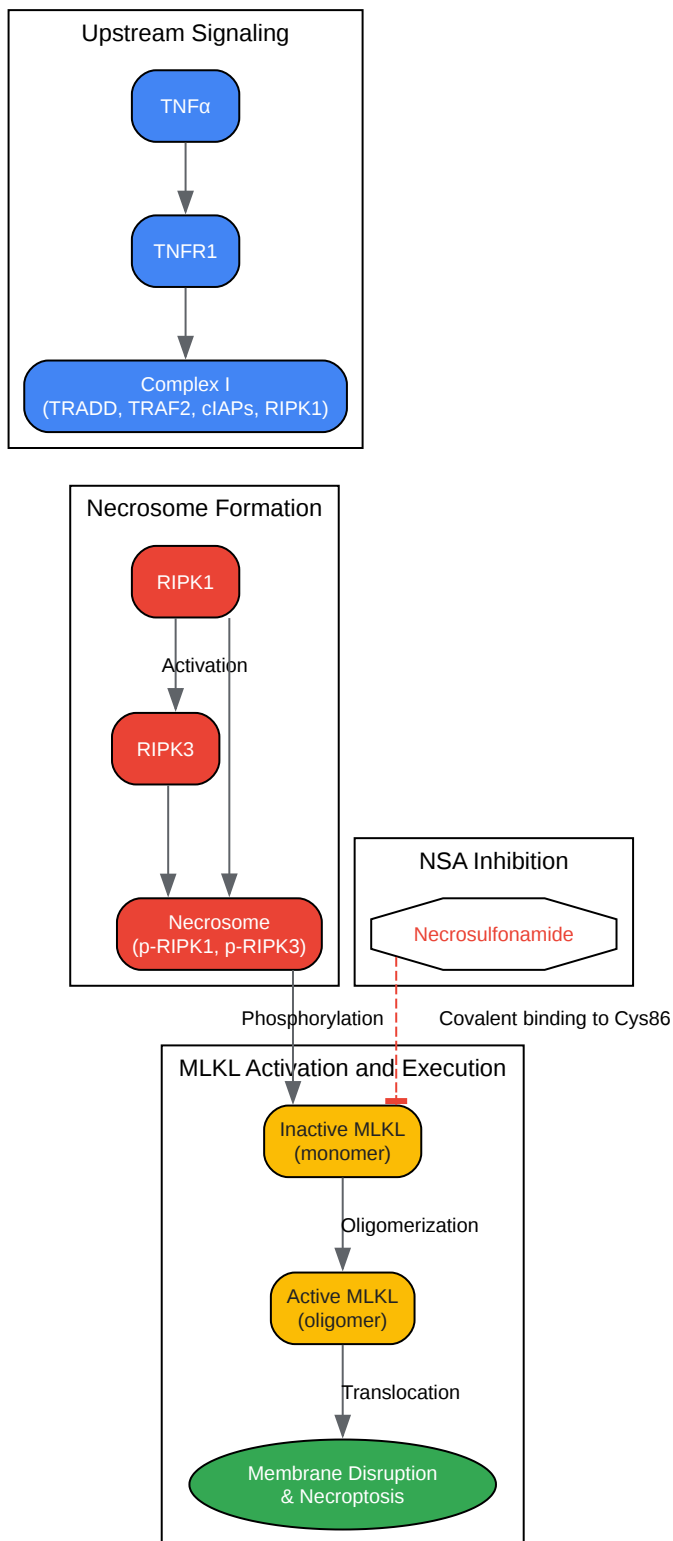 Upstream Signaling
TNFα
TNFR1
Complex I
(TRADD, TRAF2, cIAPs, RIPK1)
Necrosome Formation
RIPK1
Activation
RIPK3
NSA Inhibition
Necrosome
(p-RIPK1, p-RIPK3)
Necrosulfonamide
Phosphorylation
Covalent binding to Cys86
MLKL Activation and Execution
Inactive MLKL
(monomer)
Oligomerization
Active MLKL
(oligomer)
Translocation
Membrane Disruption
& Necroptosis